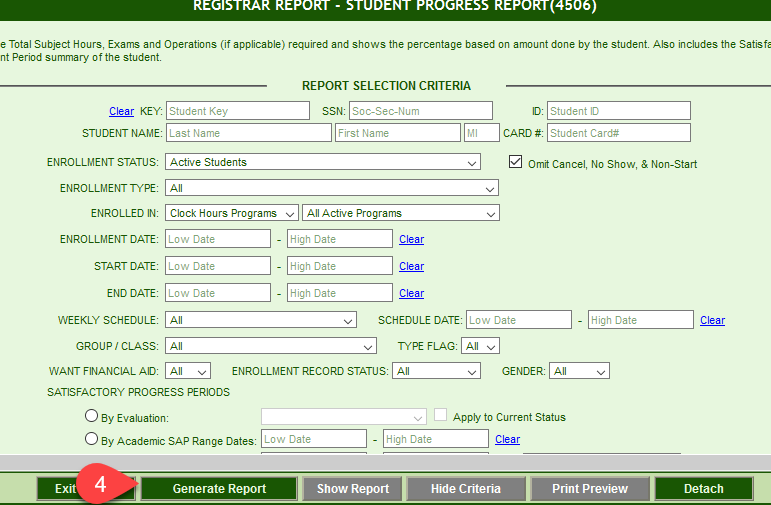 REGISTRAR REPORT - STUDENT PROGRESS REPORT(4506)
e Total Subject Hours, Exams and Operations (if applicable) required and shows the percentage based on amount done by the student. Also includes the Satisfa
nt Period summary of the student.
REPORT SELECTION CRITERIA
Clear KEY: Student Key SSN: Soc-Sec-Num ID: Student ID
STUDENT NAME: Last Name First Name MI CARD #: Student Card#
ENROLLMENT STATUS: Active Students Omit Cancel, No Show, & Non-Start
ENROLLMENT TYPE: All
ENROLLED IN: Clock Hours Programs All Active Programs
ENROLLMENT DATE: Low Date - High Date Clear
START DATE: Low Date - High Date Clear
END DATE: Low Date - High Date Clear
WEEKLY SCHEDULE: All SCHEDULE DATE: Low Date - High Date Clear
GROUP / CLASS: All TYPE FLAG: All
WANT FINANCIAL AID: All ENROLLMENT RECORD STATUS: All GENDER: All
SATISFACTORY PROGRESS PERIODS
By Evaluation: Apply to Current Status
By Academic SAP Range Dates: Low Date - High Date Clear
Exit 4 Generate Report Show Report Hide Criteria Print Preview Detach